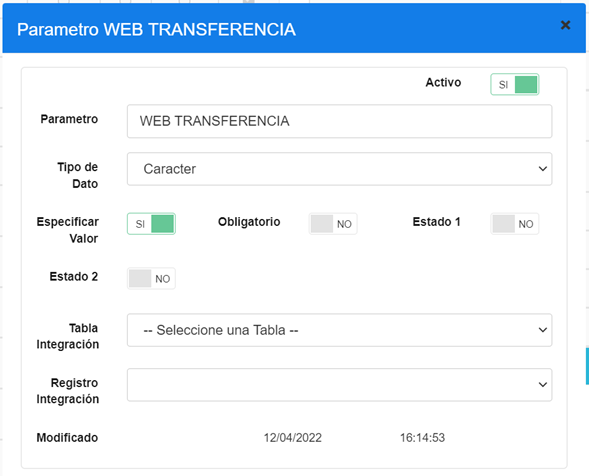 Parametro WEB TRANSFERENCIA
Activo SI
Parametro WEB TRANSFERENCIA
Tipo de Dato Caracter
Especificar Valor SI Obligatorio NO Estado 1 NO
Estado 2 NO
Tabla Integración -- Seleccione una Tabla --
Registro Integración
Modificado 12/04/2022 16:14:53